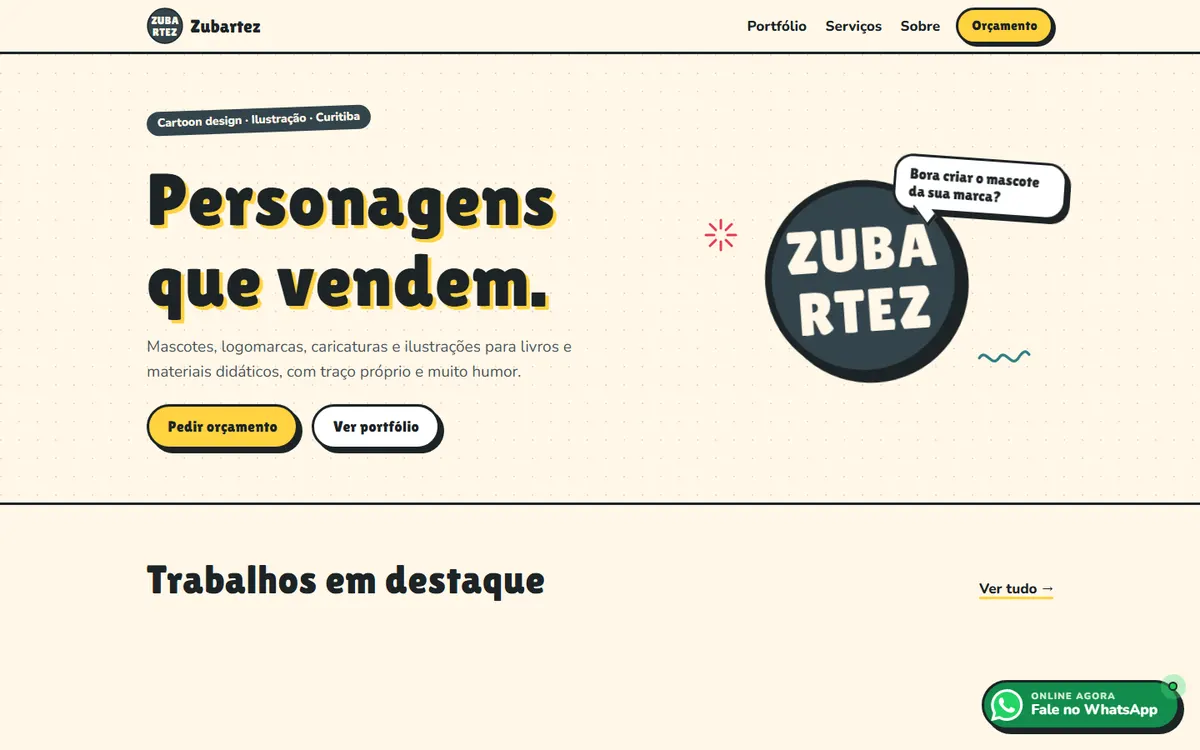 ZUBA
RTEZ
Zubartez
Portfólio
Serviços
Sobre
Orçamento
Cartoon design · Ilustração · Curitiba
Personagens
que vendem.
Mascotes, logomarcas, caricaturas e ilustrações para livros e
materiais didáticos, com traço próprio e muito humor.
Pedir orçamento
Ver portfólio
Bora criar o mascote
da sua marca?
ZUBA
RTEZ
Trabalhos em destaque
Ver tudo →
ONLINE AGORA
Fale no WhatsApp